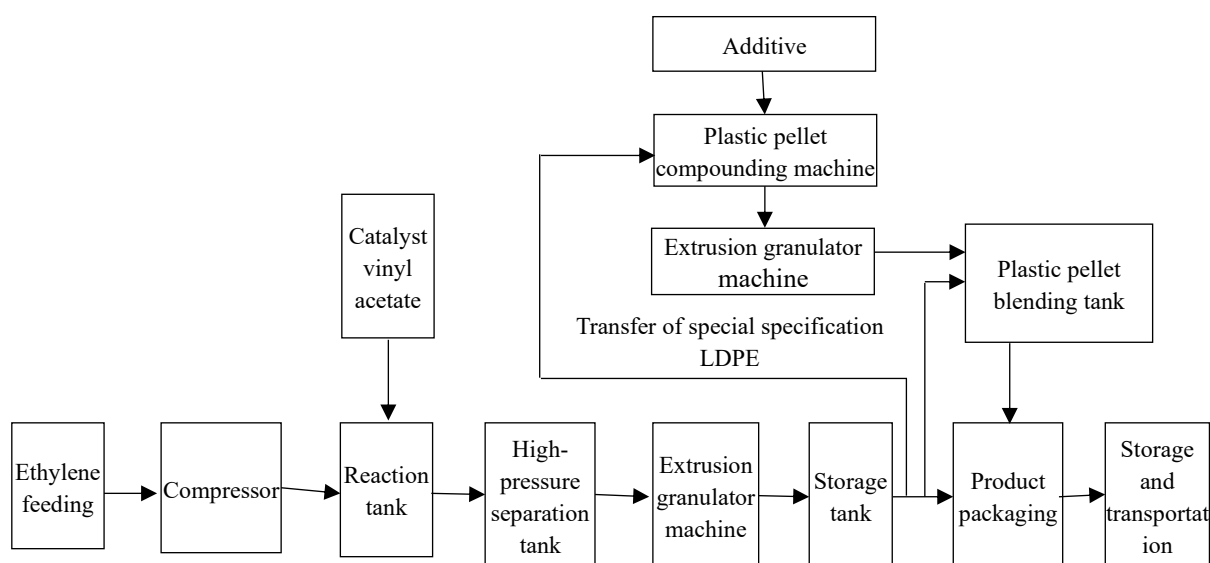 Additive
Plastic pellet
compounding machine
Catalyst
vinyl
acetate
Extrusion granulator
machine
Plastic pellet
blending tank
Transfer of special specification
LDPE
Ethylene
feeding
Compressor
Reaction
tank
High-
pressure
separation
tank
Extrusion
granulator
machine
Storage
tank
Product
packaging
Storage
and
transportat
ion